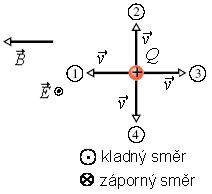 2
v⃗
Q
B⃗
v⃗
1
+
3
E⃗
v⃗
v⃗
4
kladný směr
záporný směr